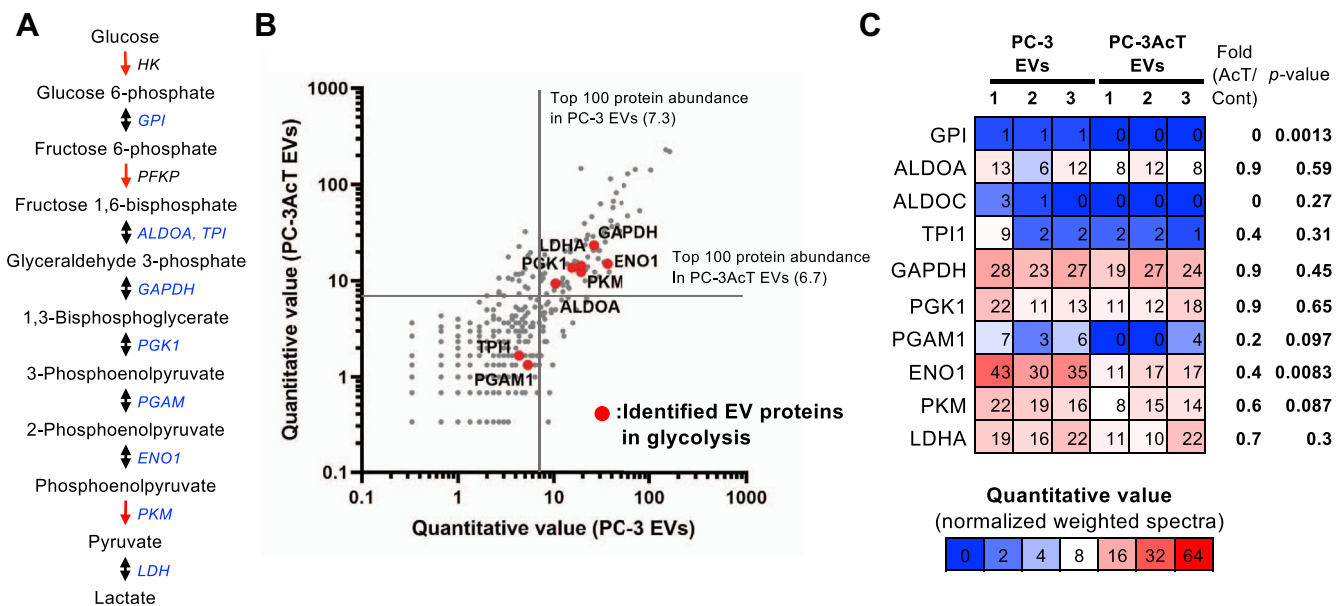 A
Glucose
HK
Glucose 6-phosphate
GPI
Fructose 6-phosphate
PFKP
Fructose 1,6-bisphosphate
ALDOA, TPI
Glyceraldehyde 3-phosphate
GAPDH
1,3-Bisphosphoglycerate
PGK1
3-Phosphoenolpyruvate
PGAM
2-Phosphoenolpyruvate
ENO1
Phosphoenolpyruvate
PKM
Pyruvate
LDH
Lactate
B
Quantitative value (PC-3AcT EVs)
1000
100
10
1
0.1
Top 100 protein abundance
in PC-3 EVs (7.3)
GAPDH
LDHA
PGK1
ENO1
PKM
ALDOA
Top 100 protein abundance
In PC-3AcT EVs (6.7)
TPI1
PGAM1
:Identified EV proteins
in glycolysis
0.1 1 10 100 1000
Quantitative value (PC-3 EVs)
C
PC-3 EVs
PC-3AcT EVs
Fold (AcT/ Cont)
p-value
1 2 3 1 2 3
GPI 1 1 1 0 0 0 0 0.0013
ALDOA 13 6 12 8 12 8 0.9 0.59
ALDOC 3 1 0 0 0 0 0 0.27
TPI1 9 2 2 2 2 1 0.4 0.31
GAPDH 28 23 27 19 27 24 0.9 0.45
PGK1 22 11 13 11 12 18 0.9 0.65
PGAM1 7 3 6 0 0 4 0.2 0.097
ENO1 43 30 35 11 17 17 0.4 0.0083
PKM 22 19 16 8 15 14 0.6 0.087
LDHA 19 16 22 11 10 22 0.7 0.3
Quantitative value
(normalized weighted spectra)
0 2 4 8 16 32 64